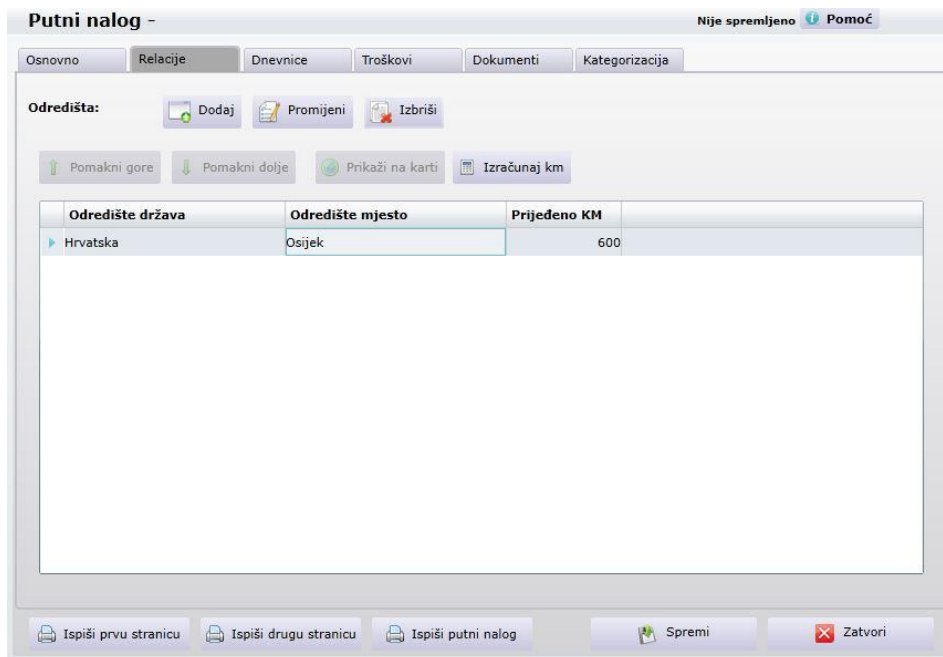 Putni nalog -
Nije spremljeno Pomoć
Osnovno Relacije Dnevnice Troškovi Dokumenti Kategorizacija
Odredišta: Dodaj Promijeni Izbriši
Pomakni gore Pomakni dolje Prikaži na karti Izračunaj km
Odredište država Odredište mjesto Prijeđeno KM
Hrvatska Osijek 600
Ispiši prvu stranicu Ispiši drugu stranicu Ispiši putni nalog Spremi Zatvori